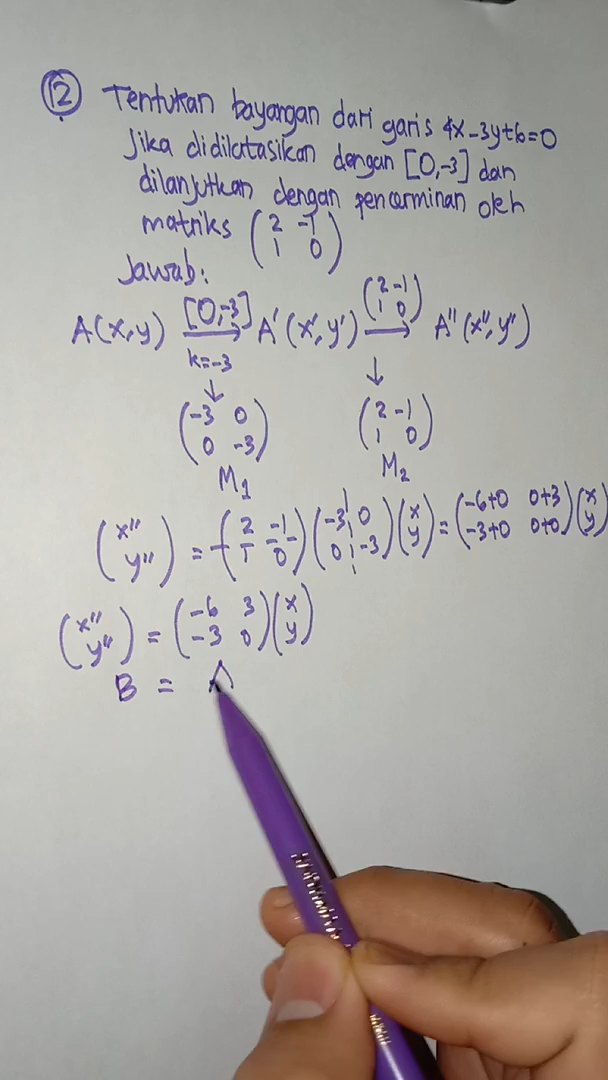 12 Tentukan bayangan dari garis 4x-3y+6=0
Jika didilatasikan dengan [0,-3] dan
dilanjutkan dengan pencerminan oleh
matriks (2 -1
1 0)
Jawab:
A(x,y) [0,-3] → k=-3 A'(x',y') (2 -1 1 0) → A''(x'',y'')
↓ ↓
(-3 0 (2 -1
0 -3) 1 0)
M1 M2
(x'' y'') = (2 -1 1 0)(-3 0 0 -3)(x y) = (-6+0 0+3 -3+0 0+0)(x y)
(x'' y'') = (-6 3 -3 0)(x y)
B = A